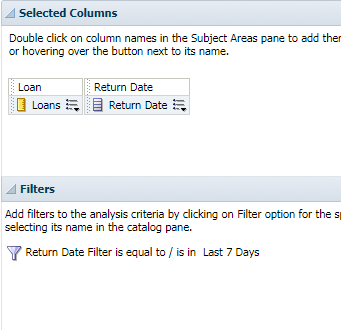 Selected Columns
Double click on column names in the Subject Areas pane to add
or hovering over the button next to its name.
Loan Return Date
Loans Return Date
Filters
Add filters to the analysis criteria by clicking on Filter option for the
selecting its name in the catalog pane.
Return Date Filter is equal to / is in Last 7 Days